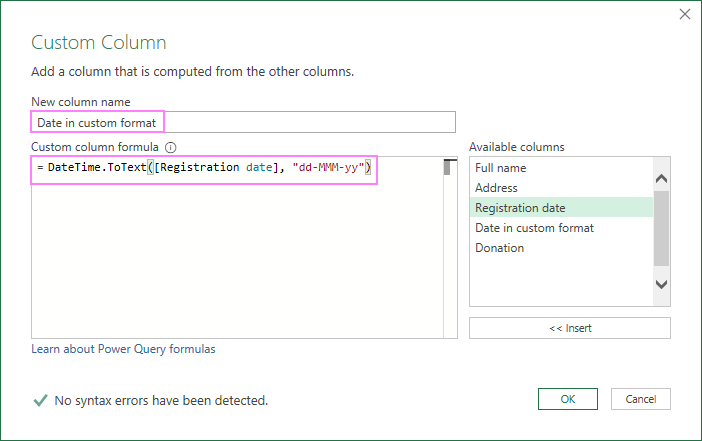 Custom Column
Add a column that is computed from the other columns.
New column name
Date in custom format
Custom column formula
Available columns
= DateTime.ToText([Registration date], "dd-MMM-yy")
Full name
Address
Registration date
Date in custom format
Donation
<< Insert
Learn about Power Query formulas
No syntax errors have been detected.
OK
Cancel